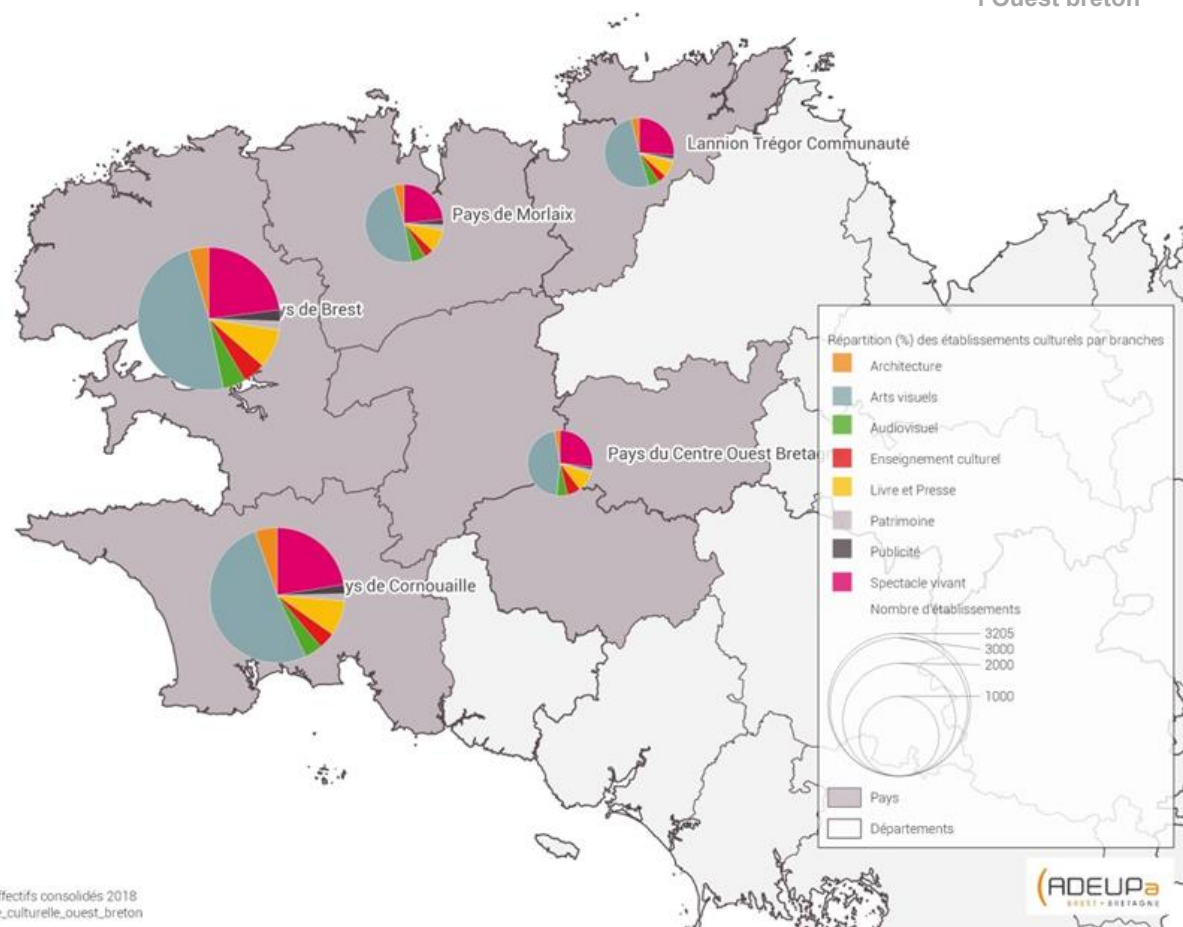 l'Ouest breton
Lannion Trégor Communauté
Pays de Morlaix
ys de Brest
Pays du Centre Ouest Bretag
ys de Cornouaille
Répartition (%) des établissements culturels par branches
Architecture
Arts visuels
Audiovisuel
Enseignement culturel
Livre et Presse
Patrimoine
Publicité
Spectacle vivant
Nombre d'établissements
3205
3000
2000
1000
Pays
Départements
ffectifs consolidés 2018
e_culturelle_ouest_breton
ADEUPa
BREST • BRETAGNE